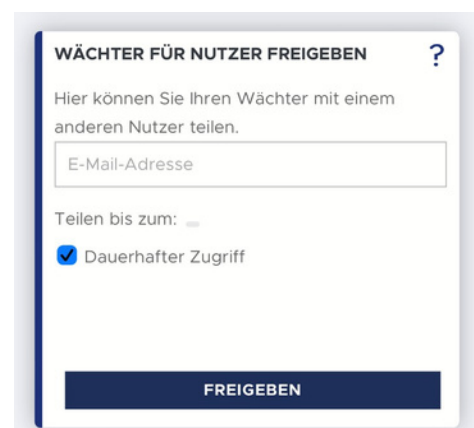 WÄCHTER FÜR NUTZER FREIGEBEN ?
Hier können Sie Ihren Wächter mit einem
anderen Nutzer teilen.
E-Mail-Adresse
Teilen bis zum:
Dauerhafter Zugriff
FREIGEBEN